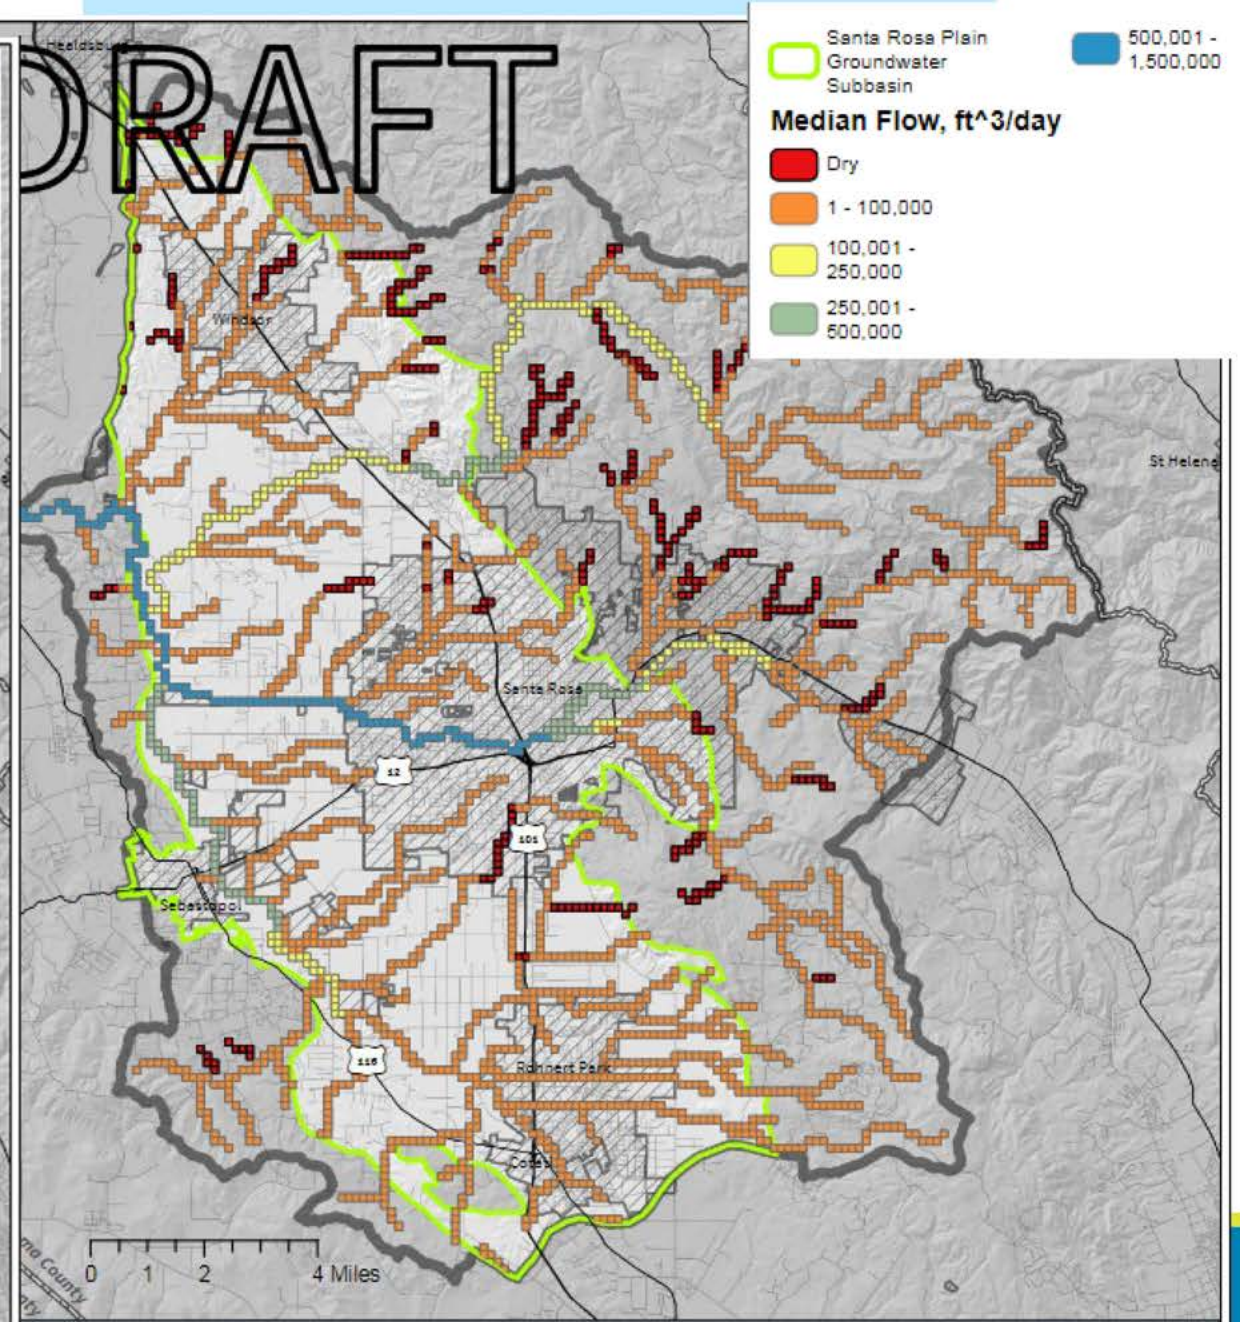 DRAFT
Healdsburg
Santa Rosa Plain
Groundwater
Subbasin
500,001 -
1,500,000
Median Flow, ft^3/day
Dry
1 - 100,000
100,001 -
250,000
250,001 -
500,000
Windsor
St Helena
Santa Rosa
12
101
Sebastopol
116
Rohnert Park
Cotati
0 1 2 4 Miles
County